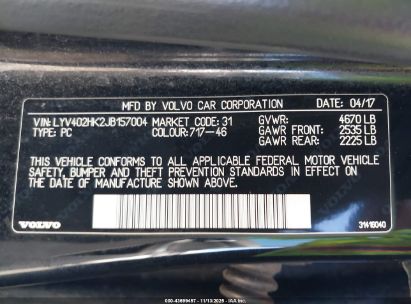 MFD BY VOLVO CAR CORPORATION DATE: 04/17
VIN: LYV402HK2JB157004 MARKET CODE: 31 GVWR: 4670 LB
TYPE: PC COLOUR: 717-46 GAWR FRONT: 2535 LB
GAWR REAR: 2225 LB
THIS VEHICLE CONFORMS TO ALL APPLICABLE FEDERAL MOTOR VEHICLE
SAFETY, BUMPER AND THEFT PREVENTION STANDARDS IN EFFECT ON
THE DATE OF MANUFACTURE SHOWN ABOVE.
VOLVO 31416040